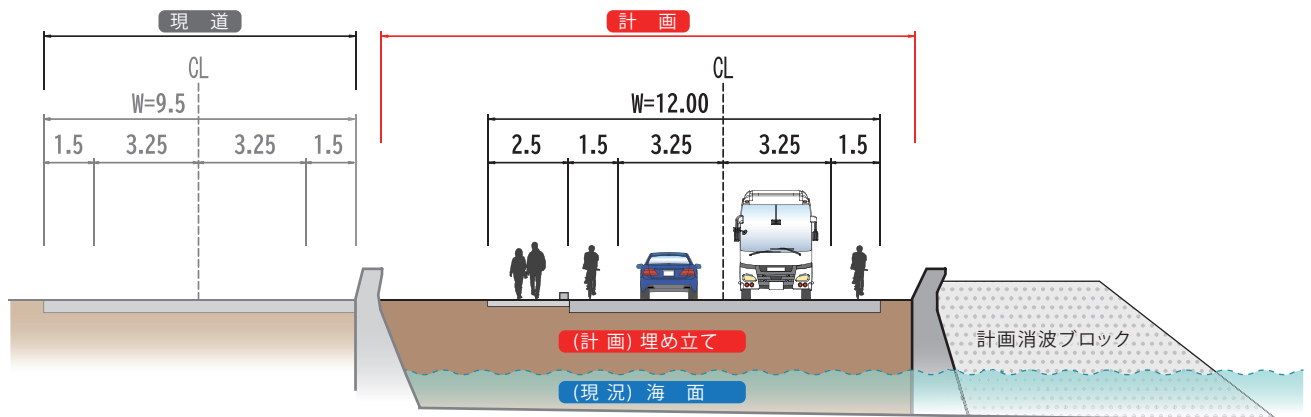 現 道
計 画
CL
CL
W=9.5
W=12.00
1.5 3.25 3.25 1.5
2.5 1.5 3.25 3.25 1.5
(計 画) 埋め立て
計画消波ブロック
(現 況) 海 面